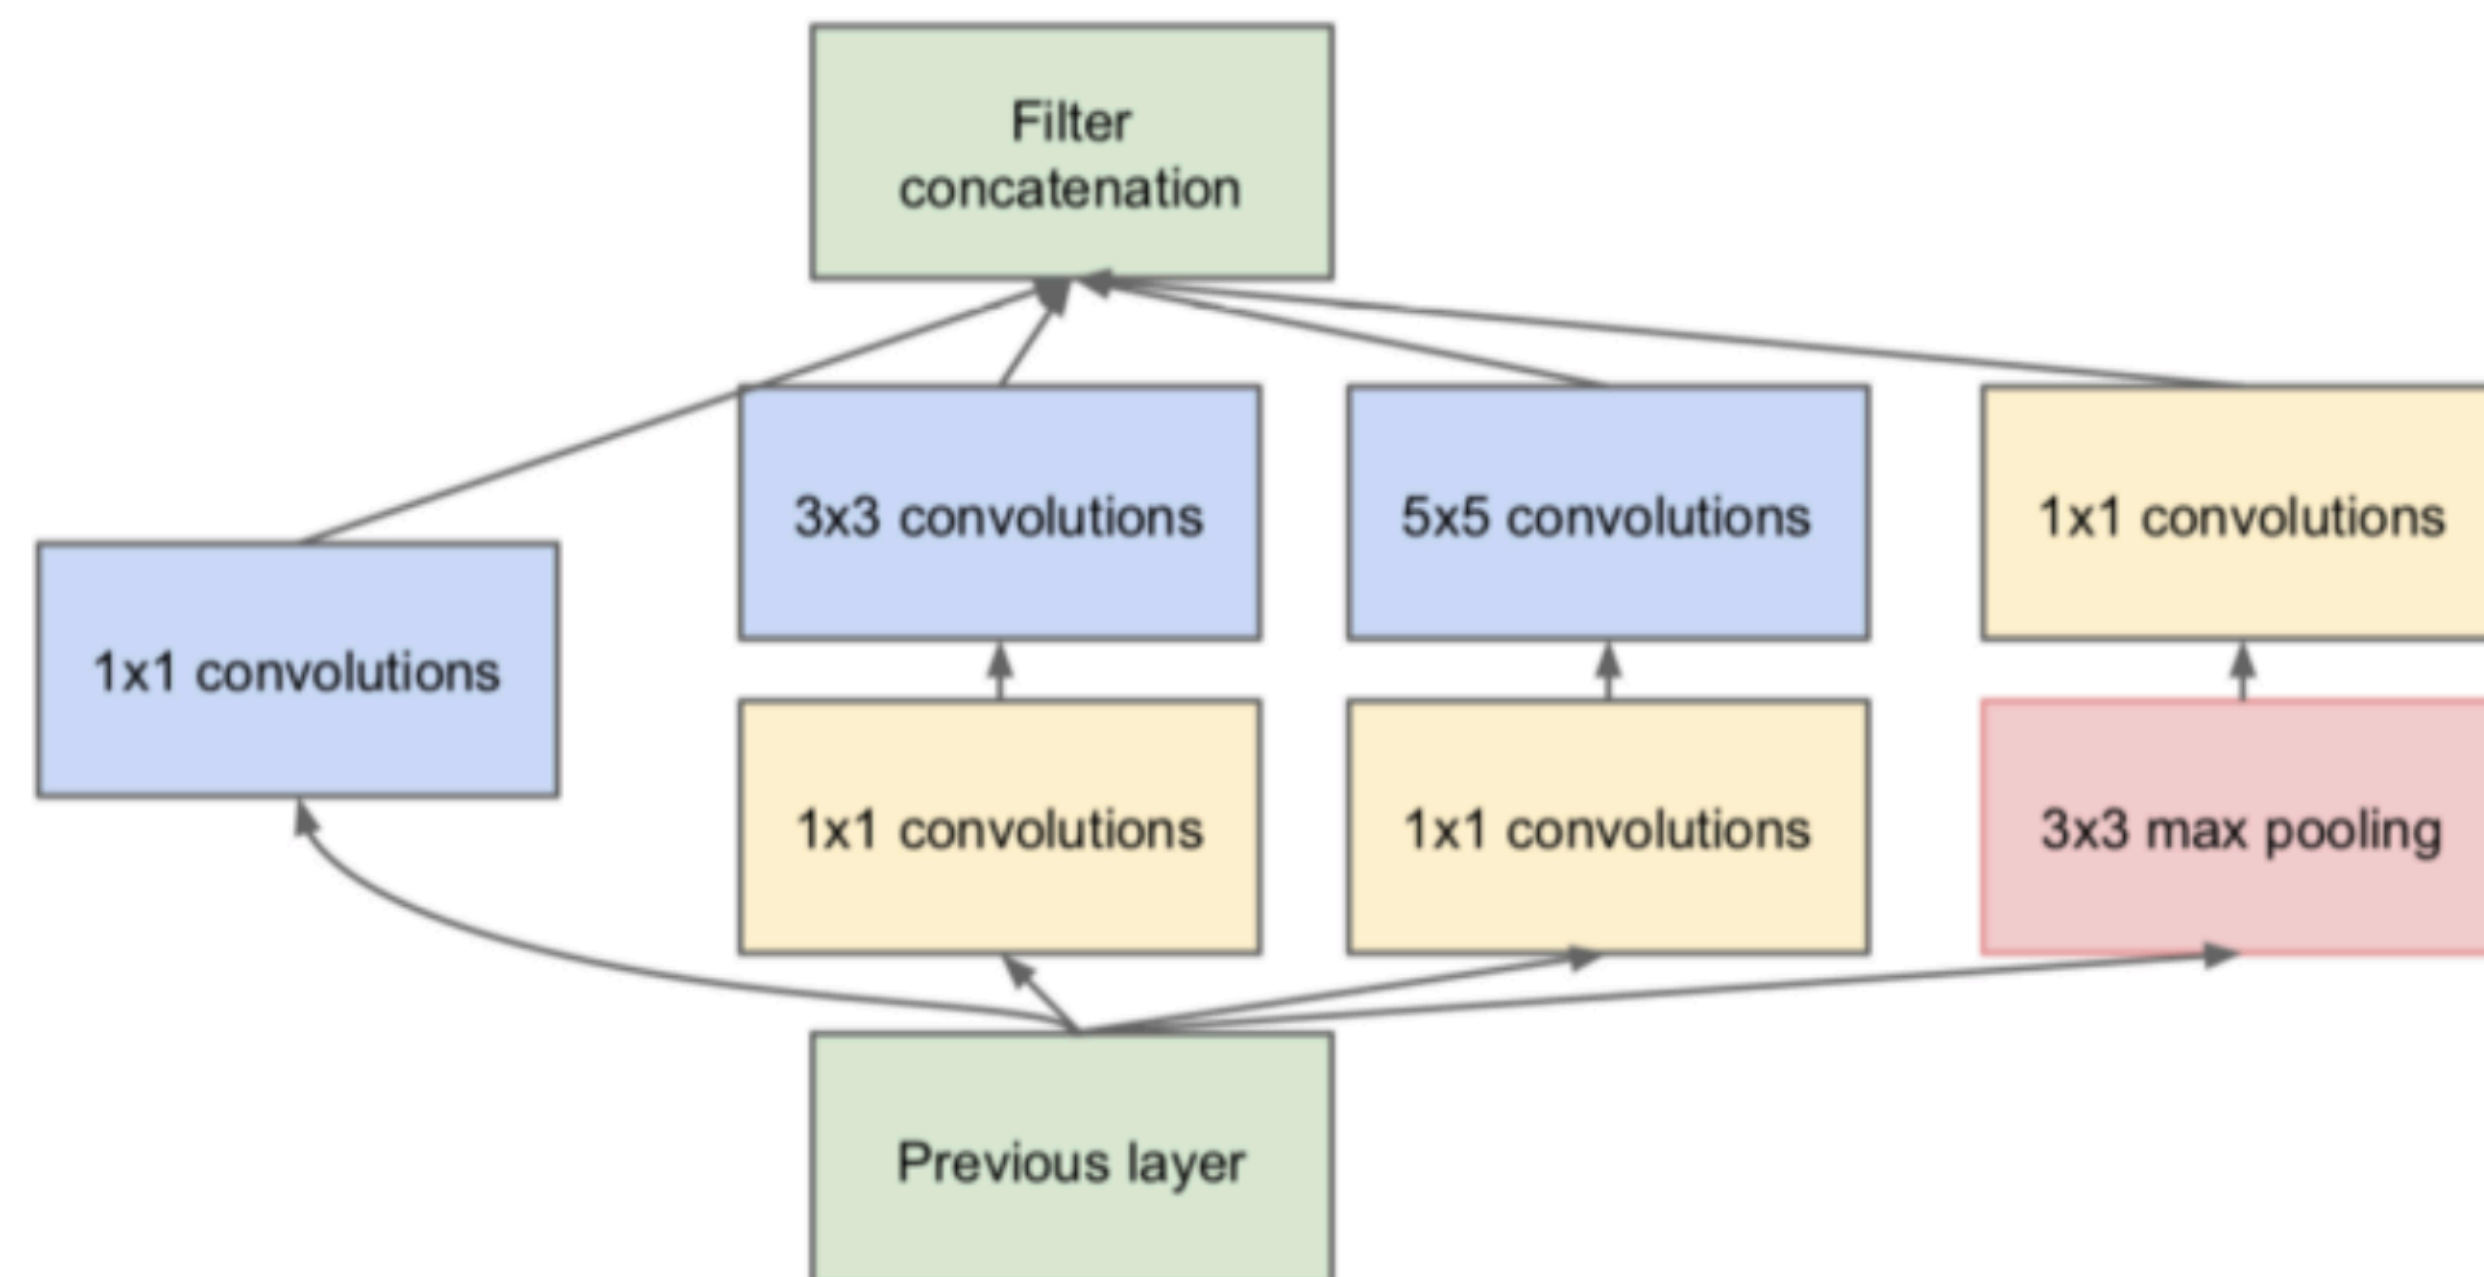 Filter
concatenation
3x3 convolutions
5x5 convolutions
1x1 convolutions
1x1 convolutions
1x1 convolutions
1x1 convolutions
3x3 max pooling
Previous layer